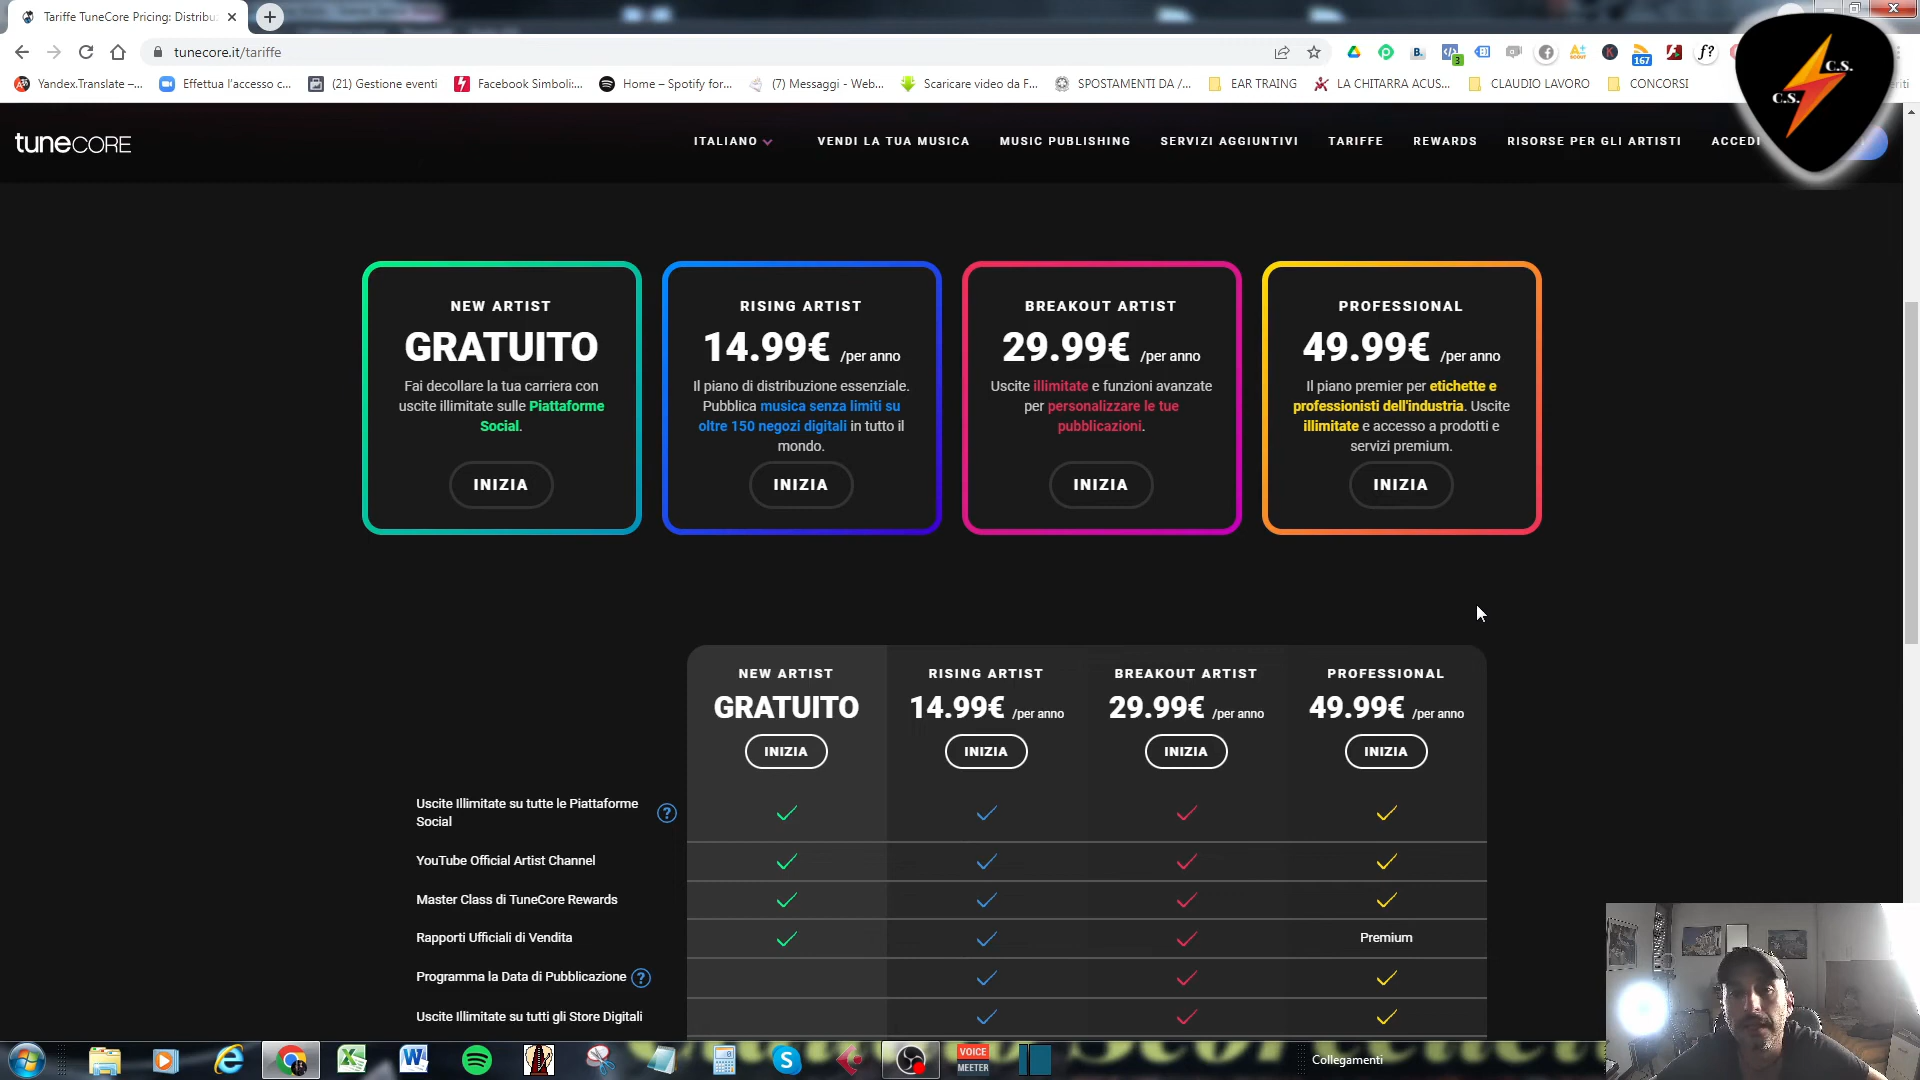 Tariffe TuneCore Pricing: Distribu
tunecore.it/tariffe
Yandex.Translate –...
Effettua l'accesso c...
(21) Gestione eventi
Facebook Simboli:...
Home – Spotify for...
(7) Messaggi - Web...
Scaricare video da F...
SPOSTAMENTI DA /...
EAR TRAING
LA CHITARRA ACUS...
CLAUDIO LAVORO
CONCORSI
C.S.
C.S.
tuneCORE
ITALIANO
VENDI LA TUA MUSICA
MUSIC PUBLISHING
SERVIZI AGGIUNTIVI
TARIFFE
REWARDS
RISORSE PER GLI ARTISTI
ACCEDI
NEW ARTIST
GRATUITO
Fai decollare la tua carriera con
uscite illimitate sulle Piattaforme
Social.
INIZIA
RISING ARTIST
14.99€ /per anno
Il piano di distribuzione essenziale.
Pubblica musica senza limiti su
oltre 150 negozi digitali in tutto il
mondo.
INIZIA
BREAKOUT ARTIST
29.99€ /per anno
Uscite illimitate e funzioni avanzate
per personalizzare le tue
pubblicazioni.
INIZIA
PROFESSIONAL
49.99€ /per anno
Il piano premier per etichette e
professionisti dell'industria. Uscite
illimitate e accesso a prodotti e
servizi premium.
INIZIA
NEW ARTIST
GRATUITO
INIZIA
RISING ARTIST
14.99€ /per anno
INIZIA
BREAKOUT ARTIST
29.99€ /per anno
INIZIA
PROFESSIONAL
49.99€ /per anno
INIZIA
Uscite Illimitate su tutte le Piattaforme
Social
YouTube Official Artist Channel
Master Class di TuneCore Rewards
Rapporti Ufficiali di Vendita
Premium
Programma la Data di Pubblicazione
Uscite Illimitate su tutti gli Store Digitali
VOICE
MEETER
Collegamenti